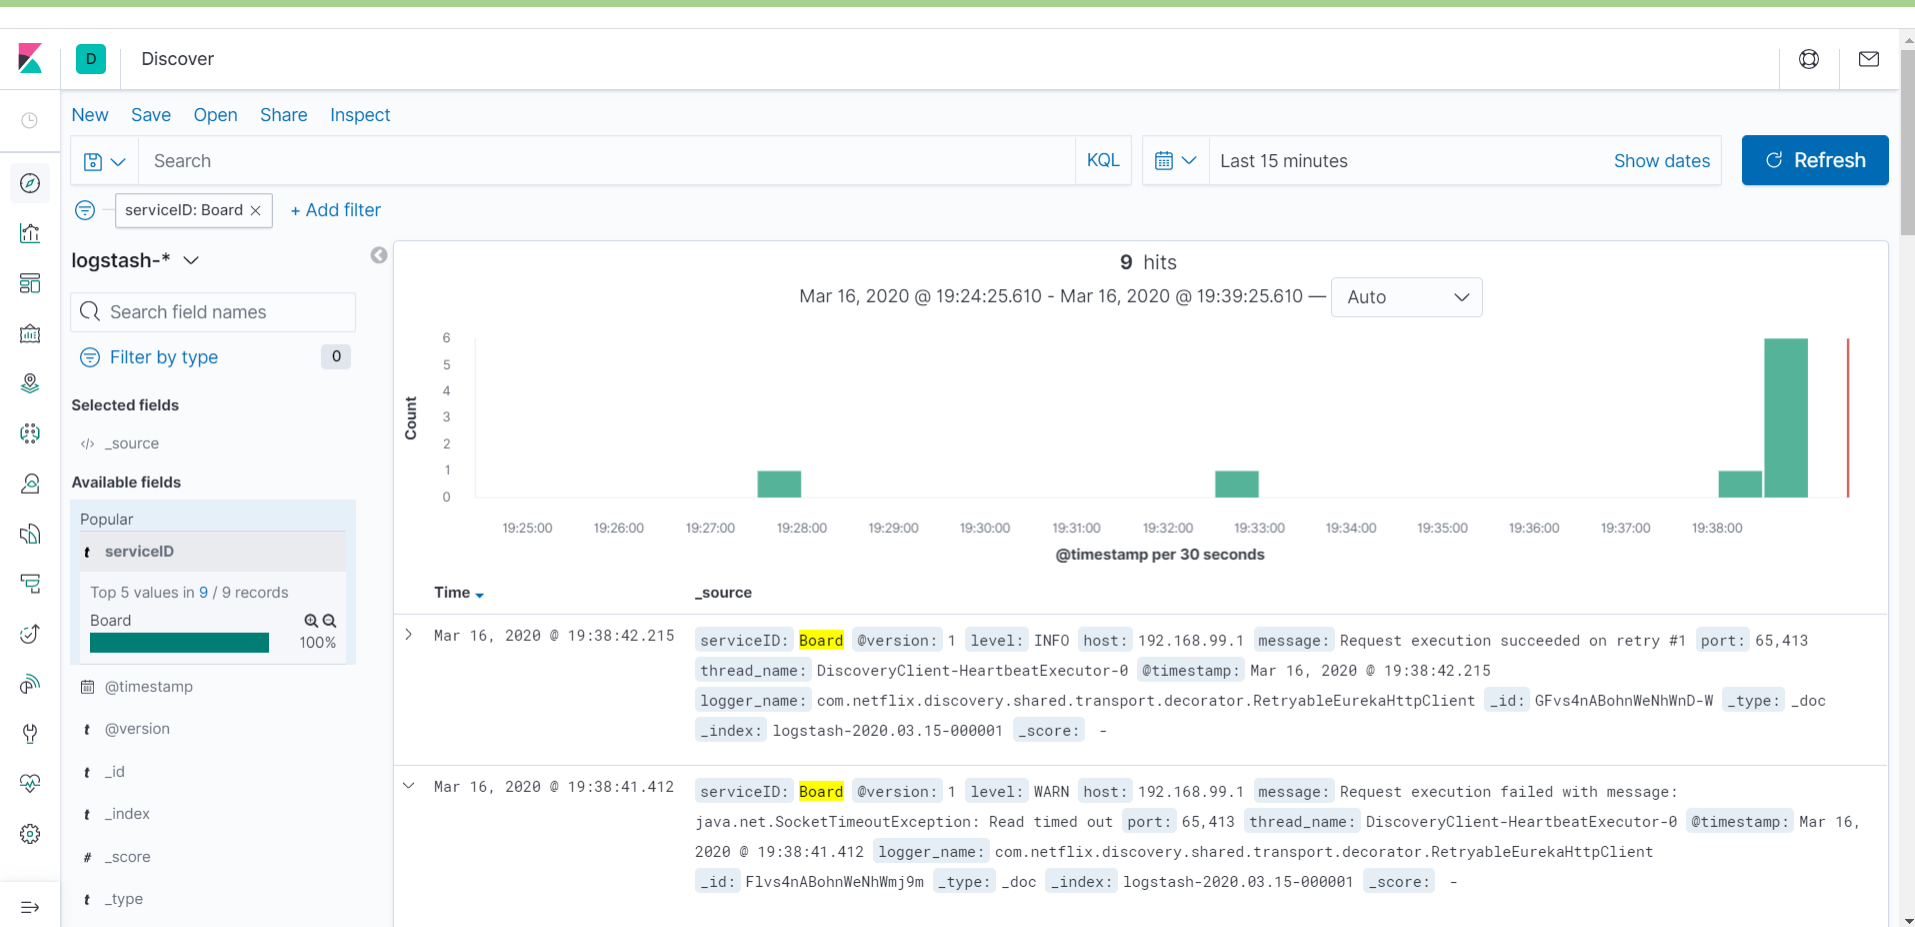 D
Discover
New Save Open Share Inspect
Search
KQL
Last 15 minutes
Show dates
Refresh
serviceID: Board
+ Add filter
logstash-*
Search field names
Filter by type
0
Selected fields
</> _source
Available fields
Popular
t serviceID
Top 5 values in 9 / 9 records
Board
100%
@timestamp
t @version
t _id
t _index
# _score
t _type
9 hits
Mar 16, 2020 @ 19:24:25.610 - Mar 16, 2020 @ 19:39:25.610 —
Auto
Count
6
5
4
3
2
1
0
19:25:00 19:26:00 19:27:00 19:28:00 19:29:00 19:30:00 19:31:00 19:32:00 19:33:00 19:34:00 19:35:00 19:36:00 19:37:00 19:38:00
@timestamp per 30 seconds
Time _source
Mar 16, 2020 @ 19:38:42.215 serviceID: Board @version: 1 level: INFO host: 192.168.99.1 message: Request execution succeeded on retry #1 port: 65,413
thread_name: DiscoveryClient-HeartbeatExecutor-0 @timestamp: Mar 16, 2020 @ 19:38:42.215
logger_name: com.netflix.discovery.shared.transport.decorator.RetryableEurekaHttpClient _id: GFvs4nABohnWeNhWnD-W _type: _doc
_index: logstash-2020.03.15-000001 _score: -
Mar 16, 2020 @ 19:38:41.412 serviceID: Board @version: 1 level: WARN host: 192.168.99.1 message: Request execution failed with message:
java.net.SocketTimeoutException: Read timed out port: 65,413 thread_name: DiscoveryClient-HeartbeatExecutor-0 @timestamp: Mar 16,
2020 @ 19:38:41.412 logger_name: com.netflix.discovery.shared.transport.decorator.RetryableEurekaHttpClient
_id: Flvs4nABohnWeNhWmj9m _type: _doc _index: logstash-2020.03.15-000001 _score: -